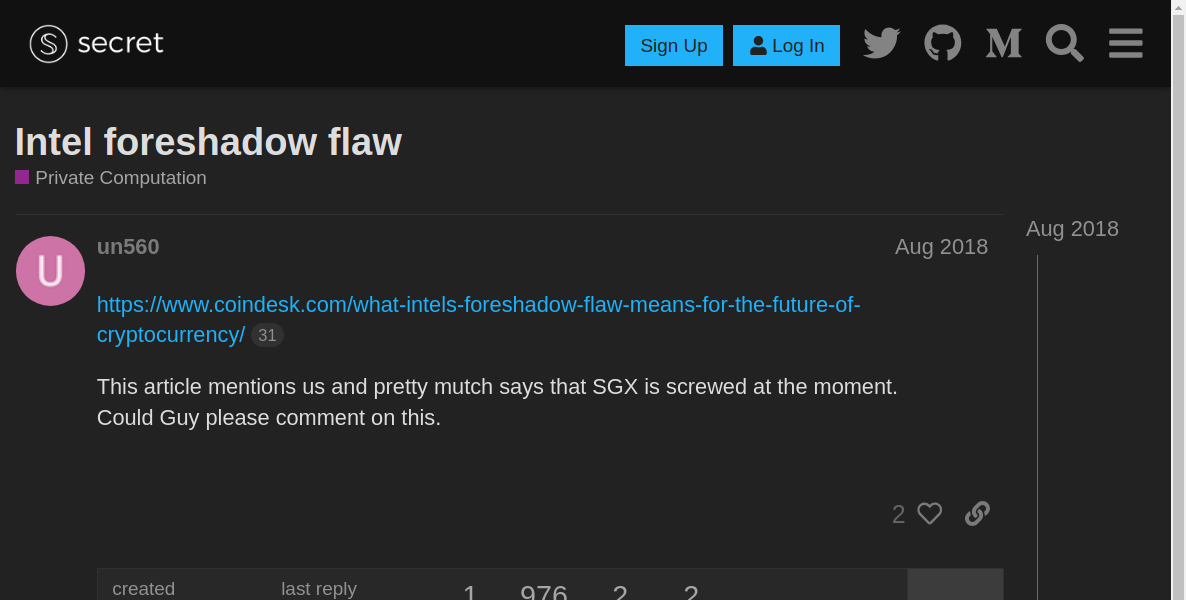 secret
Sign Up
Log In
Intel foreshadow flaw
Private Computation
Aug 2018
U
un560
Aug 2018
https://www.coindesk.com/what-intels-foreshadow-flaw-means-for-the-future-of-
cryptocurrency/ 31
This article mentions us and pretty mutch says that SGX is screwed at the moment.
Could Guy please comment on this.
2
created last reply 1 976 2 2